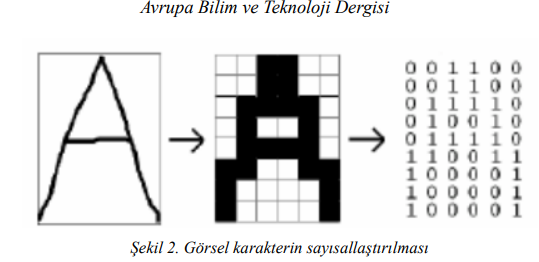 Avrupa Bilim ve Teknoloji Dergisi
A
0 0 1 1 0 0
0 0 1 1 0 0
0 1 1 1 1 0
0 1 0 0 1 0
0 1 1 1 1 0
1 1 0 0 1 1
1 0 0 0 0 1
1 0 0 0 0 1
1 0 0 0 0 1
Şekil 2. Görsel karakterin sayısallaştırılması